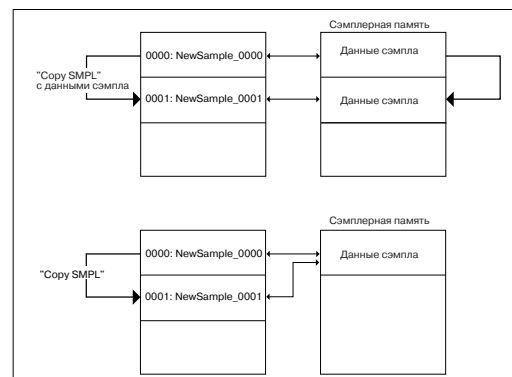 Сэмплерная память
0000: NewSample_0000
Данные сэмпла
"Copy SMPL"
с данными сэмпла
0001: NewSample_0001
Данные сэмпла
Сэмплерная память
0000: NewSample_0000
Данные сэмпла
"Copy SMPL"
0001: NewSample_0001